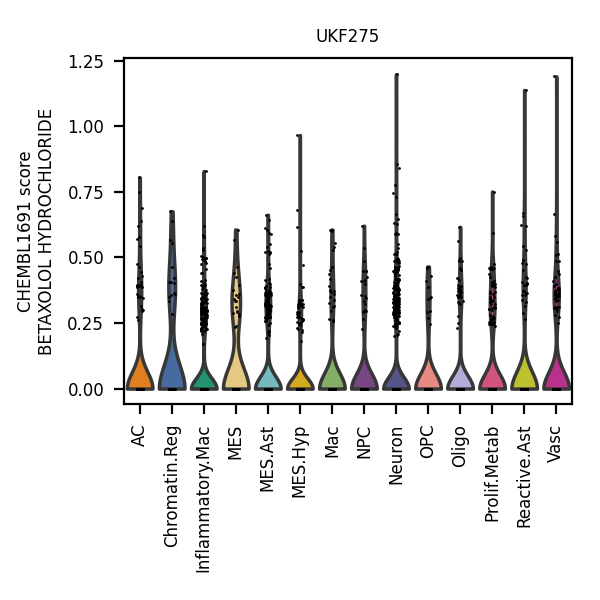 UKF275
CHEMBL1691 score
BETAXOLOL HYDROCHLORIDE
1.25
1.00
0.75
0.50
0.25
0.00
AC
Chromatin.Reg
Inflammatory.Mac
MES
MES.Ast
MES.Hyp
Mac
NPC
Neuron
OPC
Oligo
Prolif.Metab
Reactive.Ast
Vasc